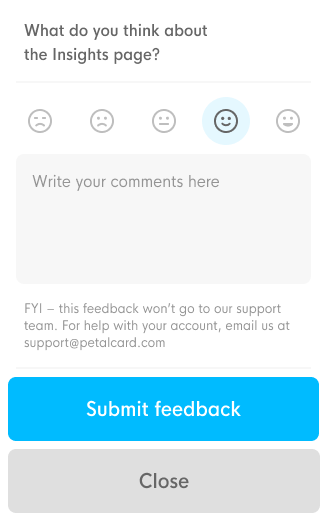 What do you think about
the Insights page?
Write your comments here
FYI – this feedback won't go to our support
team. For help with your account, email us at
support@petalcard.com
Submit feedback
Close